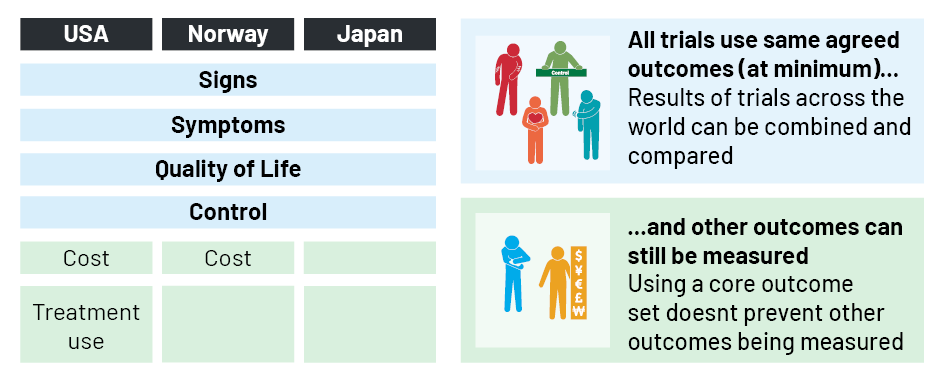 USA
Norway
Japan
Signs
Symptoms
Quality of Life
Control
Cost
Cost
Treatment
use
Control
All trials use same agreed
outcomes (at minimum)...
Results of trials across the
world can be combined and
compared
$
¥
€
£
₩
...and other outcomes can
still be measured
Using a core outcome
set doesnt prevent other
outcomes being measured